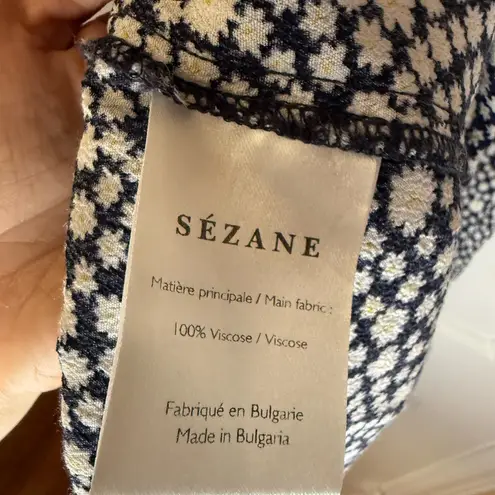 SÉZANE
Matière principale / Main fabric :
100% Viscose / Viscose
Fabriqué en Bulgarie
Made in Bulgaria